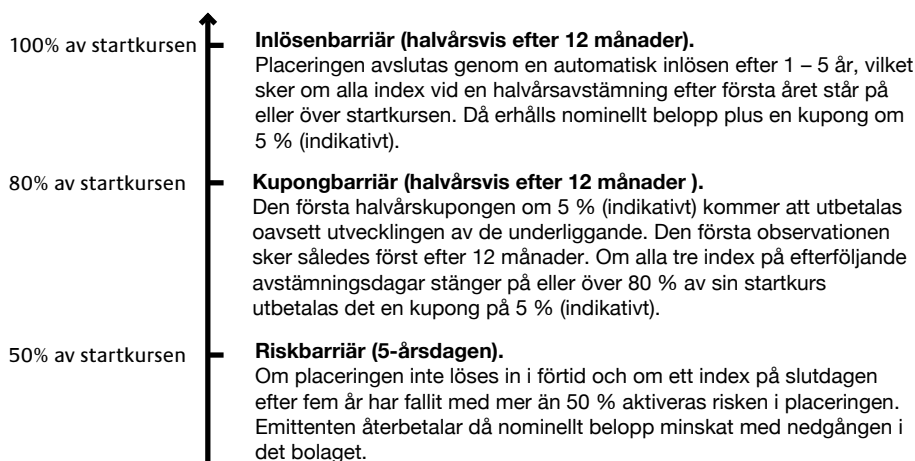 100% av startkursen
Inlösenbarriär (halvårsvis efter 12 månader).
Placeringen avslutas genom en automatisk inlösen efter 1 – 5 år, vilket
sker om alla index vid en halvårsavstämning efter första året står på
eller över startkursen. Då erhålls nominellt belopp plus en kupong om
5 % (indikativt).
80% av startkursen
Kupongbarriär (halvårsvis efter 12 månader ).
Den första halvårskupongen om 5 % (indikativt) kommer att utbetalas
oavsett utvecklingen av de underliggande. Den första observationen
sker således först efter 12 månader. Om alla tre index på efterföljande
avstämningsdagar stänger på eller över 80 % av sin startkurs
utbetalas det en kupong på 5 % (indikativt).
50% av startkursen
Riskbarriär (5-årsdagen).
Om placeringen inte löses in i förtid och om ett index på slutdagen
efter fem år har fallit med mer än 50 % aktiveras risken i placeringen.
Emittenten återbetalar då nominellt belopp minskat med nedgången i
det bolaget.